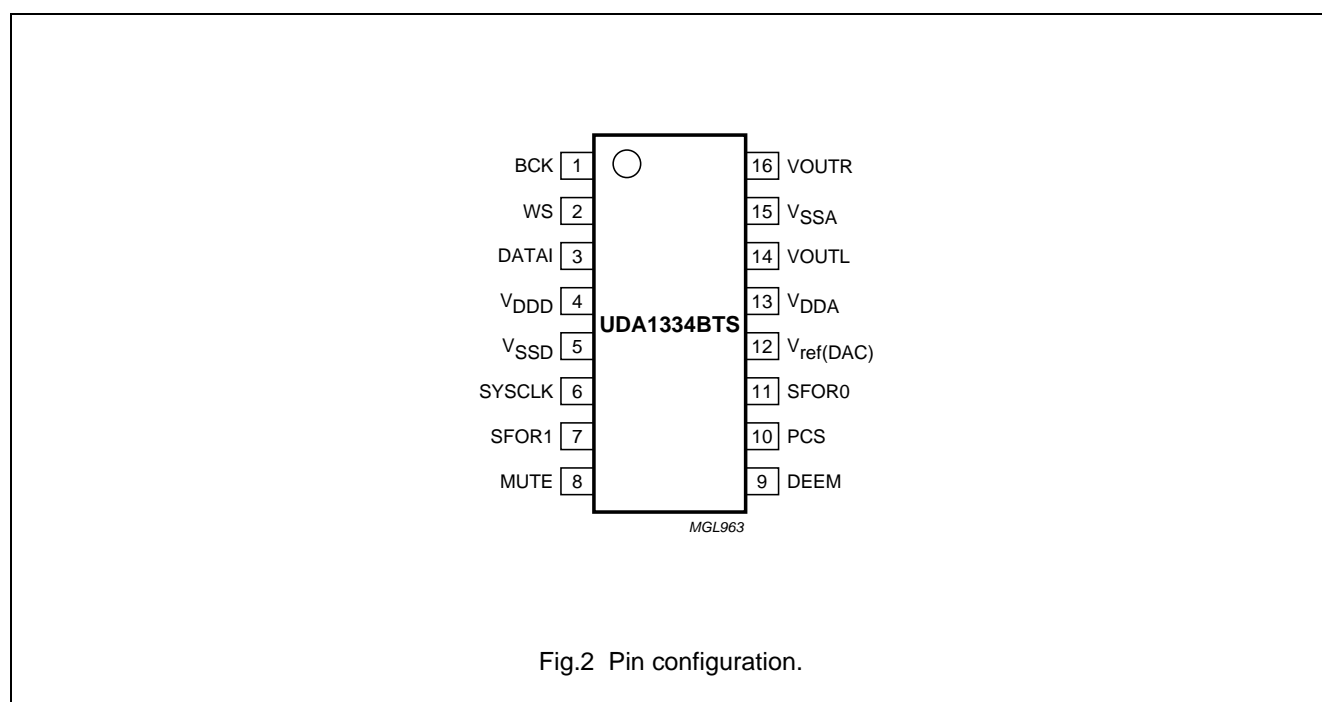 BCK 1 16 VOUTR
WS 2 15 VSSA
DATAI 3 14 VOUTL
VDDD 4 13 VDDA
UDA1334BTS
VSSD 5 12 Vref(DAC)
SYSCLK 6 11 SFOR0
SFOR1 7 10 PCS
MUTE 8 9 DEEM
MGL963
Fig.2 Pin configuration.